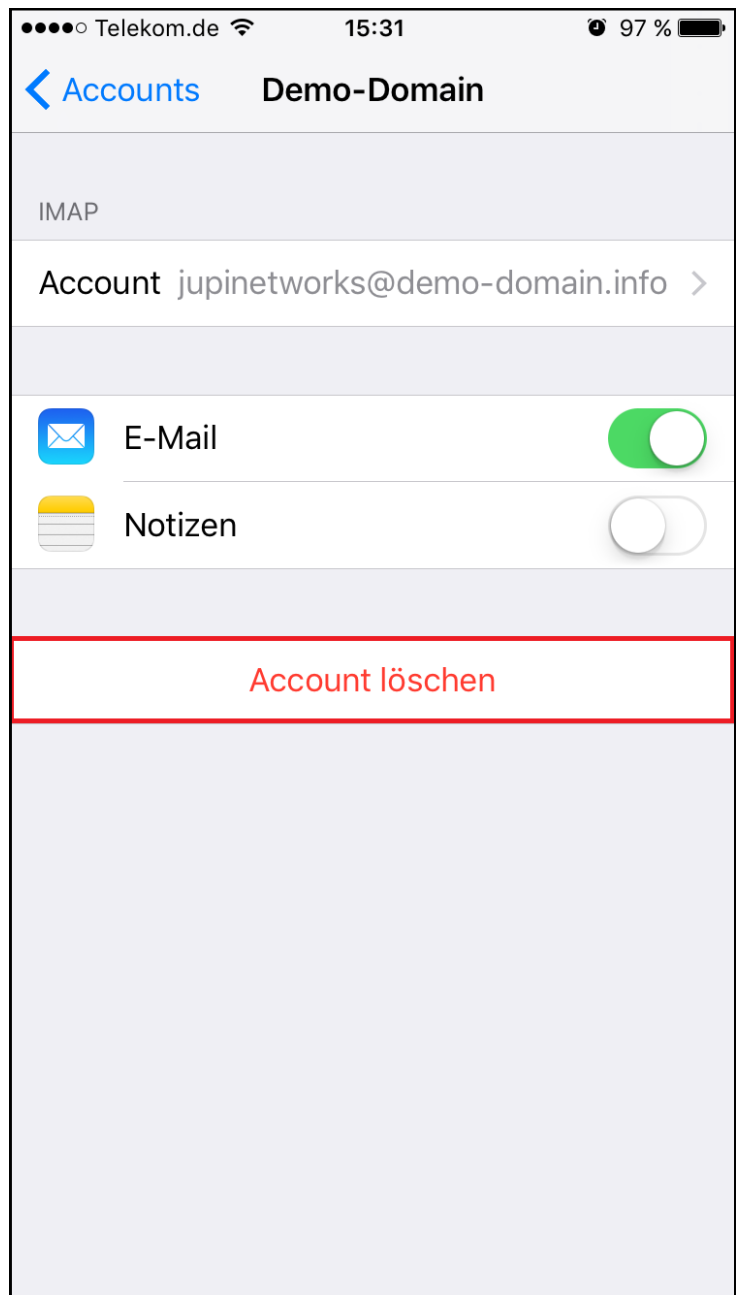 Telekom.de 15:31 97 %
Accounts Demo-Domain
IMAP
Account jupinetworks@demo-domain.info
E-Mail
Notizen
Account löschen